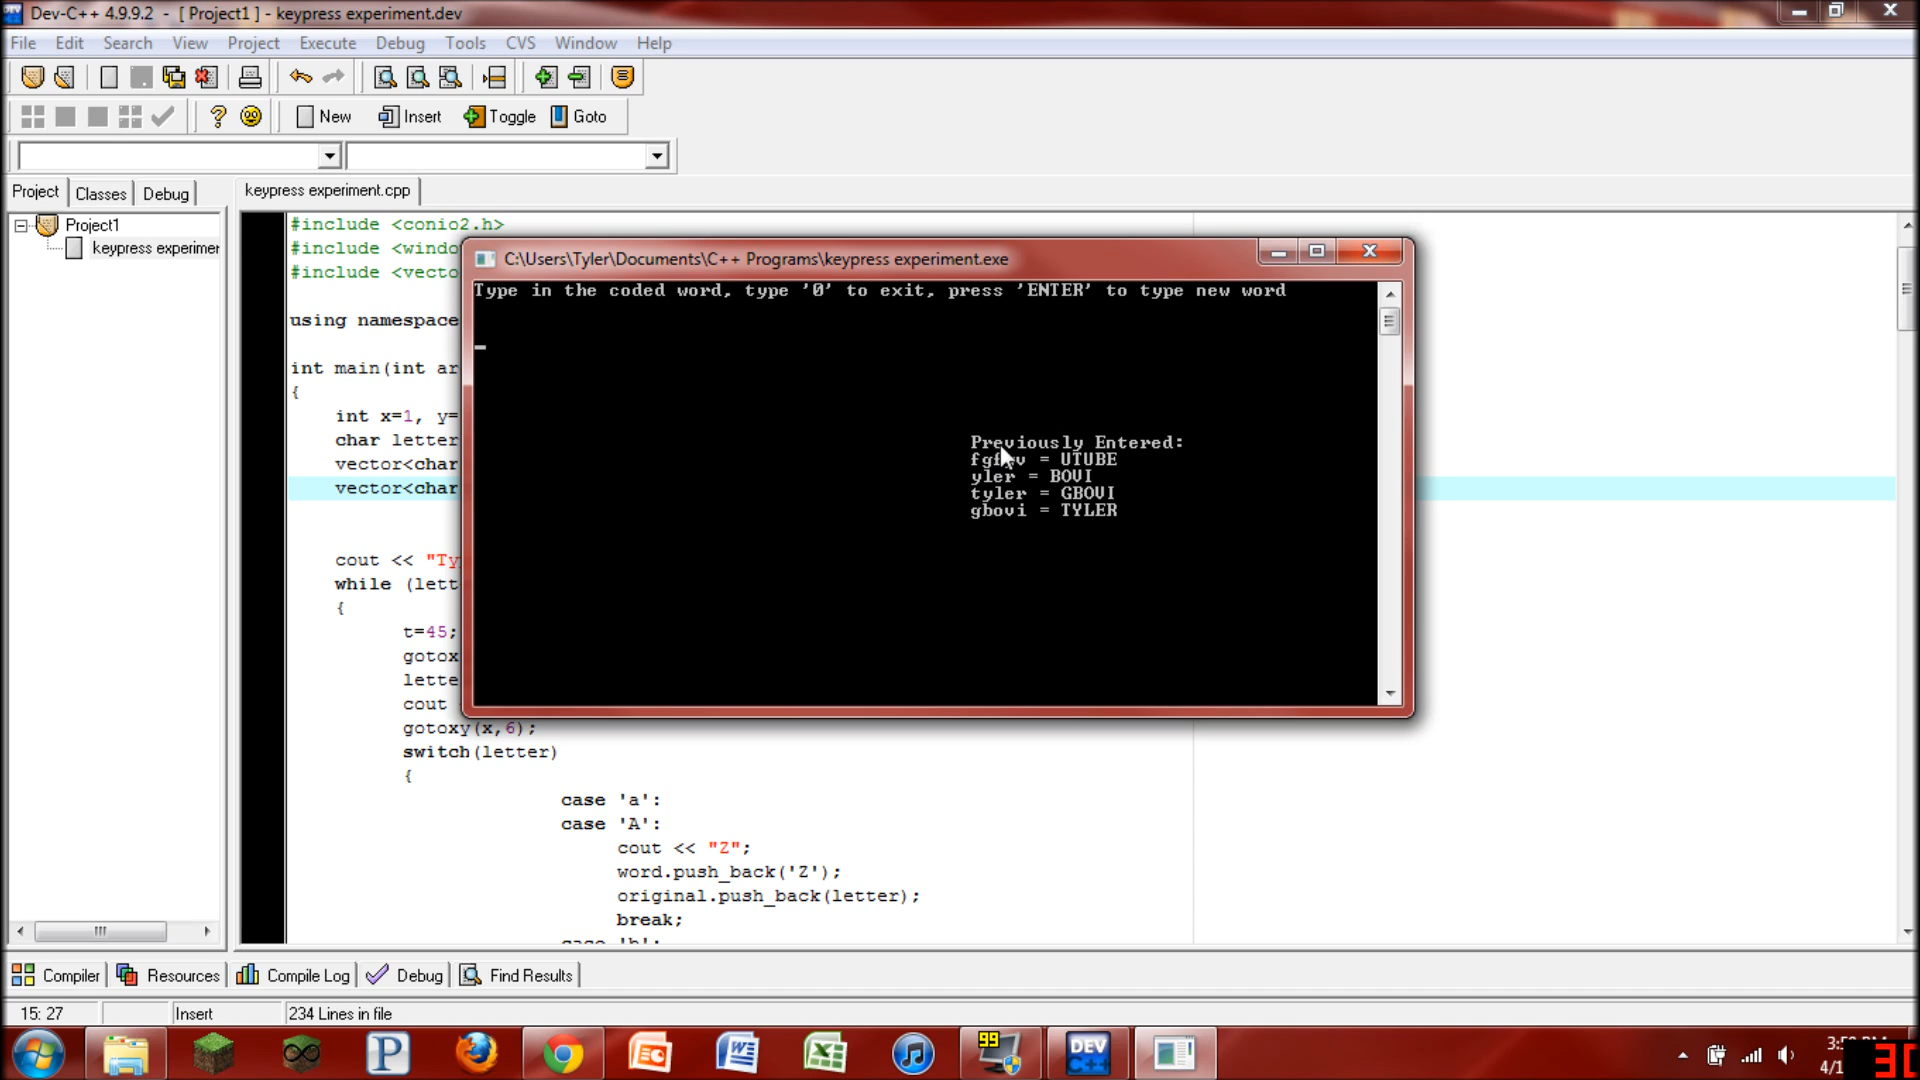 Dev-C++ 4.9.9.2 - [ Project1 ] - keypress experiment.dev
File Edit Search View Project Execute Debug Tools CVS Window Help
New Insert Toggle Goto
Project Classes Debug
keypress experiment.cpp
Project1
keypress experimer
#include <conio2.h>
#include <windo
#include <vecto
using namespace
int main(int ar
{
int x=1, y=
char letter
vector<char
vector<char
cout << "Ty
while (lett
{
t=45;
gotox
lette
cout
gotoxy(x,6);
switch(letter)
{
case 'a':
case 'A':
cout << "Z";
word.push_back('Z');
original.push_back(letter);
break;
case 'b':
C:\Users\Tyler\Documents\C++ Programs\keypress experiment.exe
Type in the coded word, type '0' to exit, press 'ENTER' to type new word
Previously Entered:
= UTUBE
yler = BOVI
tyler = GBOVI
gbovi = TYLER
Compiler Resources Compile Log Debug Find Results
15: 27 Insert 234 Lines in file
99
DEV
C++
30